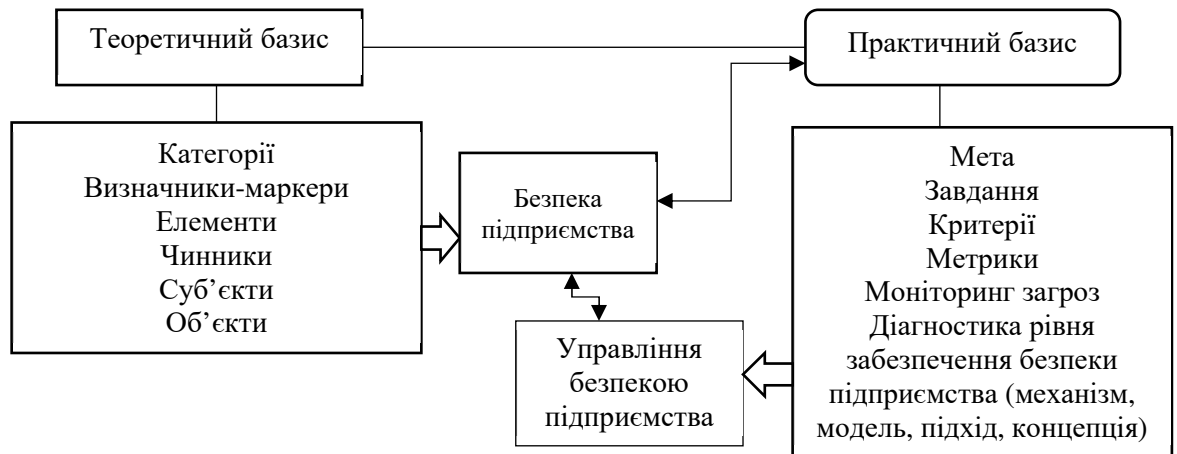 Теоретичний базис
Практичний базис
Категорії
Визначники-маркери
Елементи
Чинники
Суб’єкти
Об’єкти
Безпека
підприємства
Управління
безпекою
підприємства
Мета
Завдання
Критерії
Метрики
Моніторинг загроз
Діагностика рівня
забезпечення безпеки
підприємства (механізм,
модель, підхід, концепція)